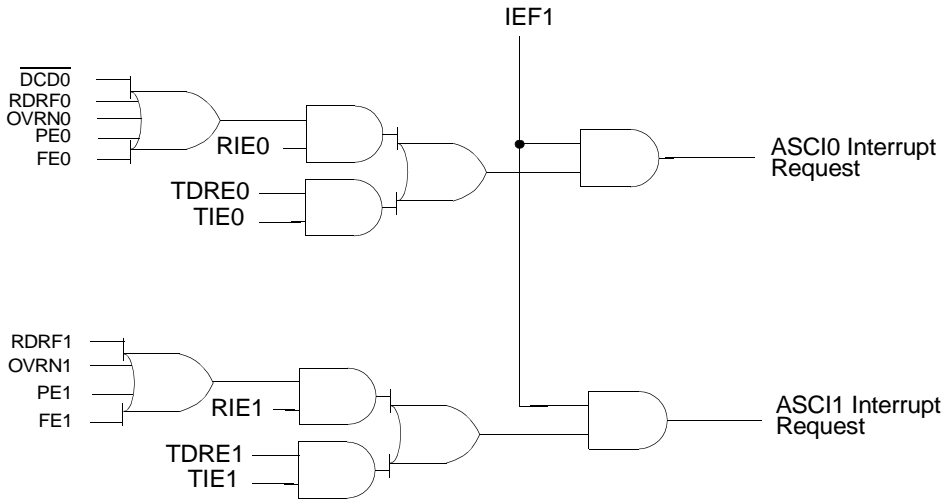 IEF1
DCD0
RDRF0
OVRN0
PE0
FE0
RIE0
TDRE0
TIE0
ASCI0 Interrupt
Request
RDRF1
OVRN1
PE1
FE1
RIE1
TDRE1
TIE1
ASCI1 Interrupt
Request